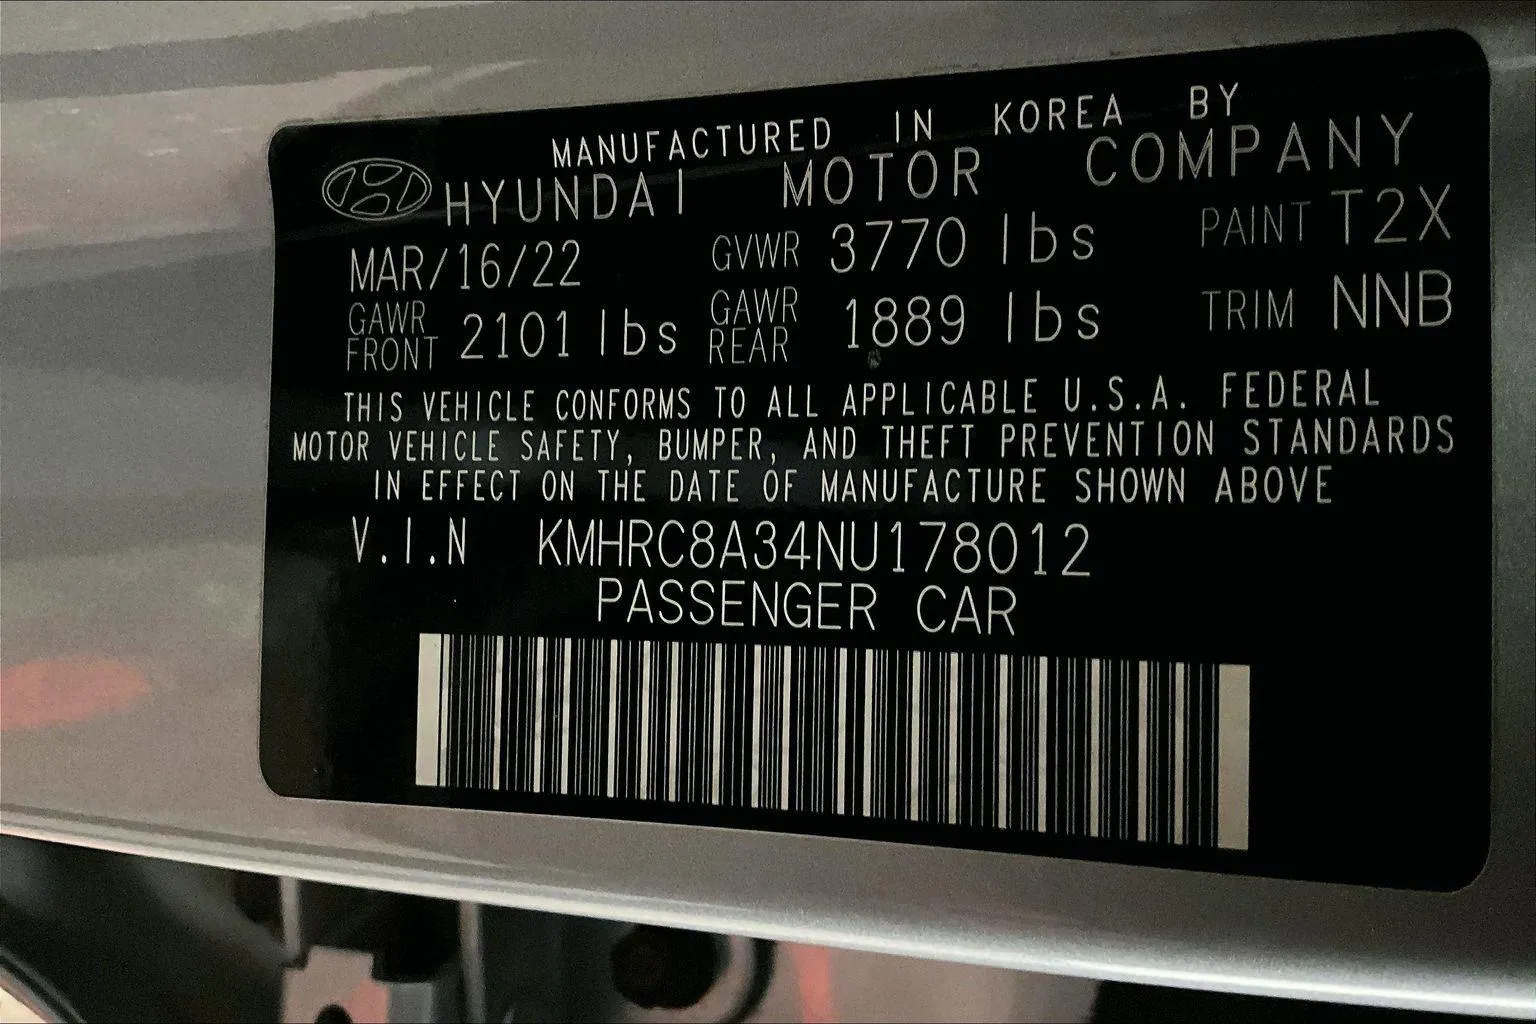 MANUFACTURED IN KOREA BY
HYUNDAI MOTOR COMPANY
MAR/16/22 GVWR 3770 lbs PAINT T2X
GAWR FRONT 2101 lbs GAWR REAR 1889 lbs TRIM NNB
THIS VEHICLE CONFORMS TO ALL APPLICABLE U.S.A. FEDERAL
MOTOR VEHICLE SAFETY, BUMPER, AND THEFT PREVENTION STANDARDS
IN EFFECT ON THE DATE OF MANUFACTURE SHOWN ABOVE
V.I.N KMHRC8A34NU178012
PASSENGER CAR